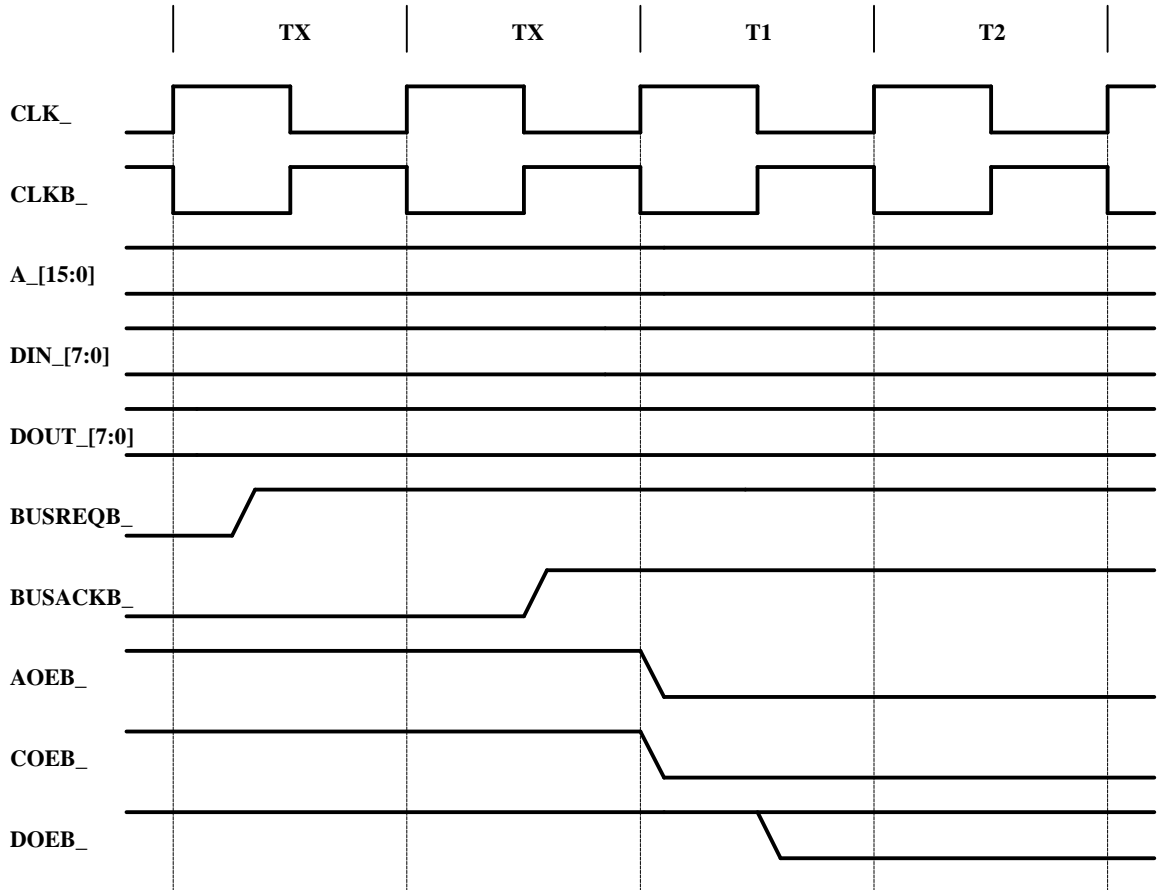 TX TX T1 T2
CLK_
CLKB_
A_[15:0]
DIN_[7:0]
DOUT_[7:0]
BUSREQB_
BUSACKB_
AOEB_
COEB_
DOEB_